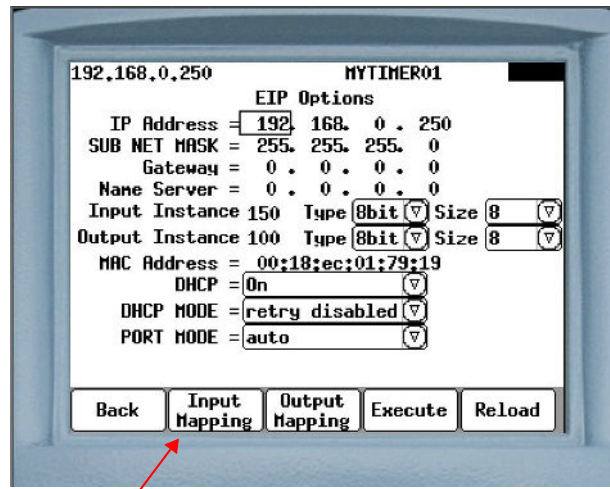 192.168.0.250 MYTIMER01
EIP Options
IP Address = 192. 168. 0 . 250
SUB NET MASK = 255. 255. 255. 0
Gateway = 0 . 0 . 0 . 0
Name Server = 0 . 0 . 0 . 0
Input Instance 150 Type 8bit Size 8
Output Instance 100 Type 8bit Size 8
MAC Address = 00:18:ec:01:79:19
DHCP = On
DHCP MODE = retry disabled
PORT MODE = auto
Back Input Mapping Output Mapping Execute Reload